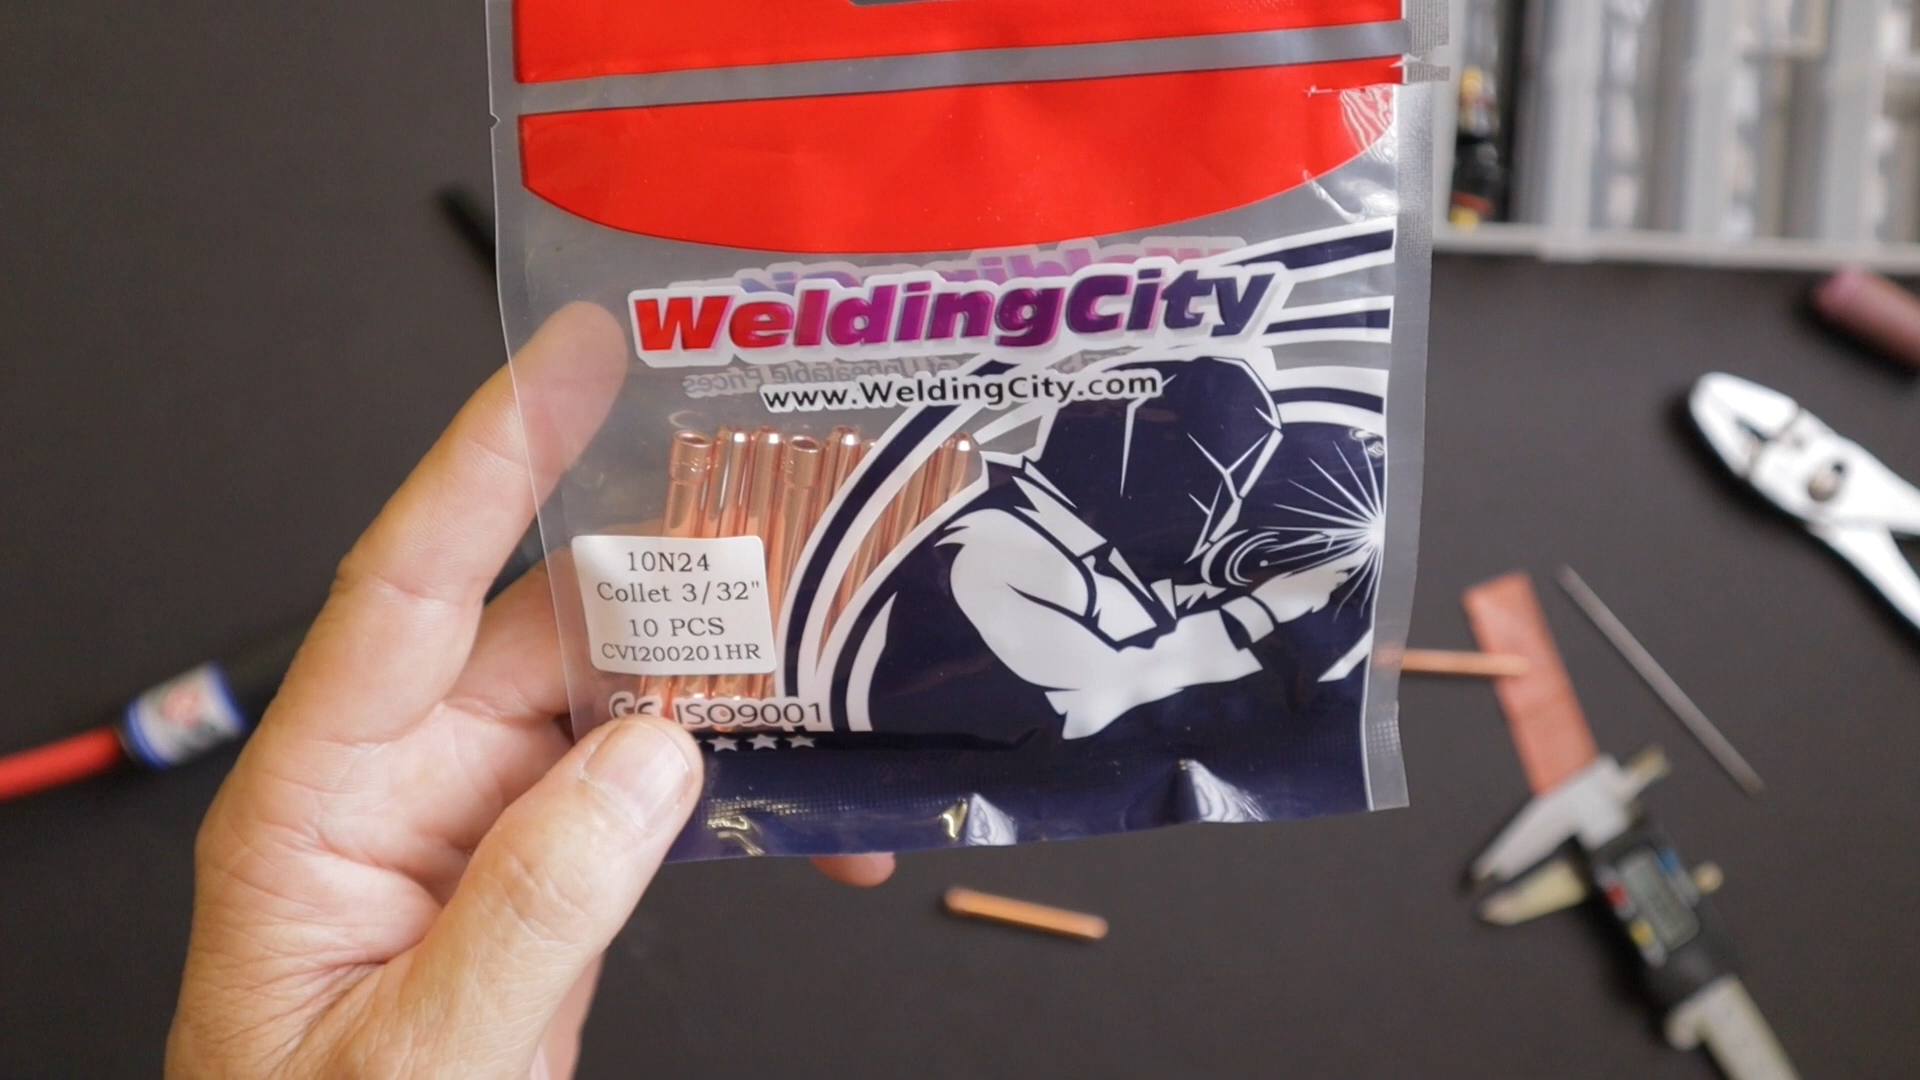 WeldingCity
www.WeldingCity.com
10N24
Collet 3/32"
10 PCS
CVI200201HR
ISO9001